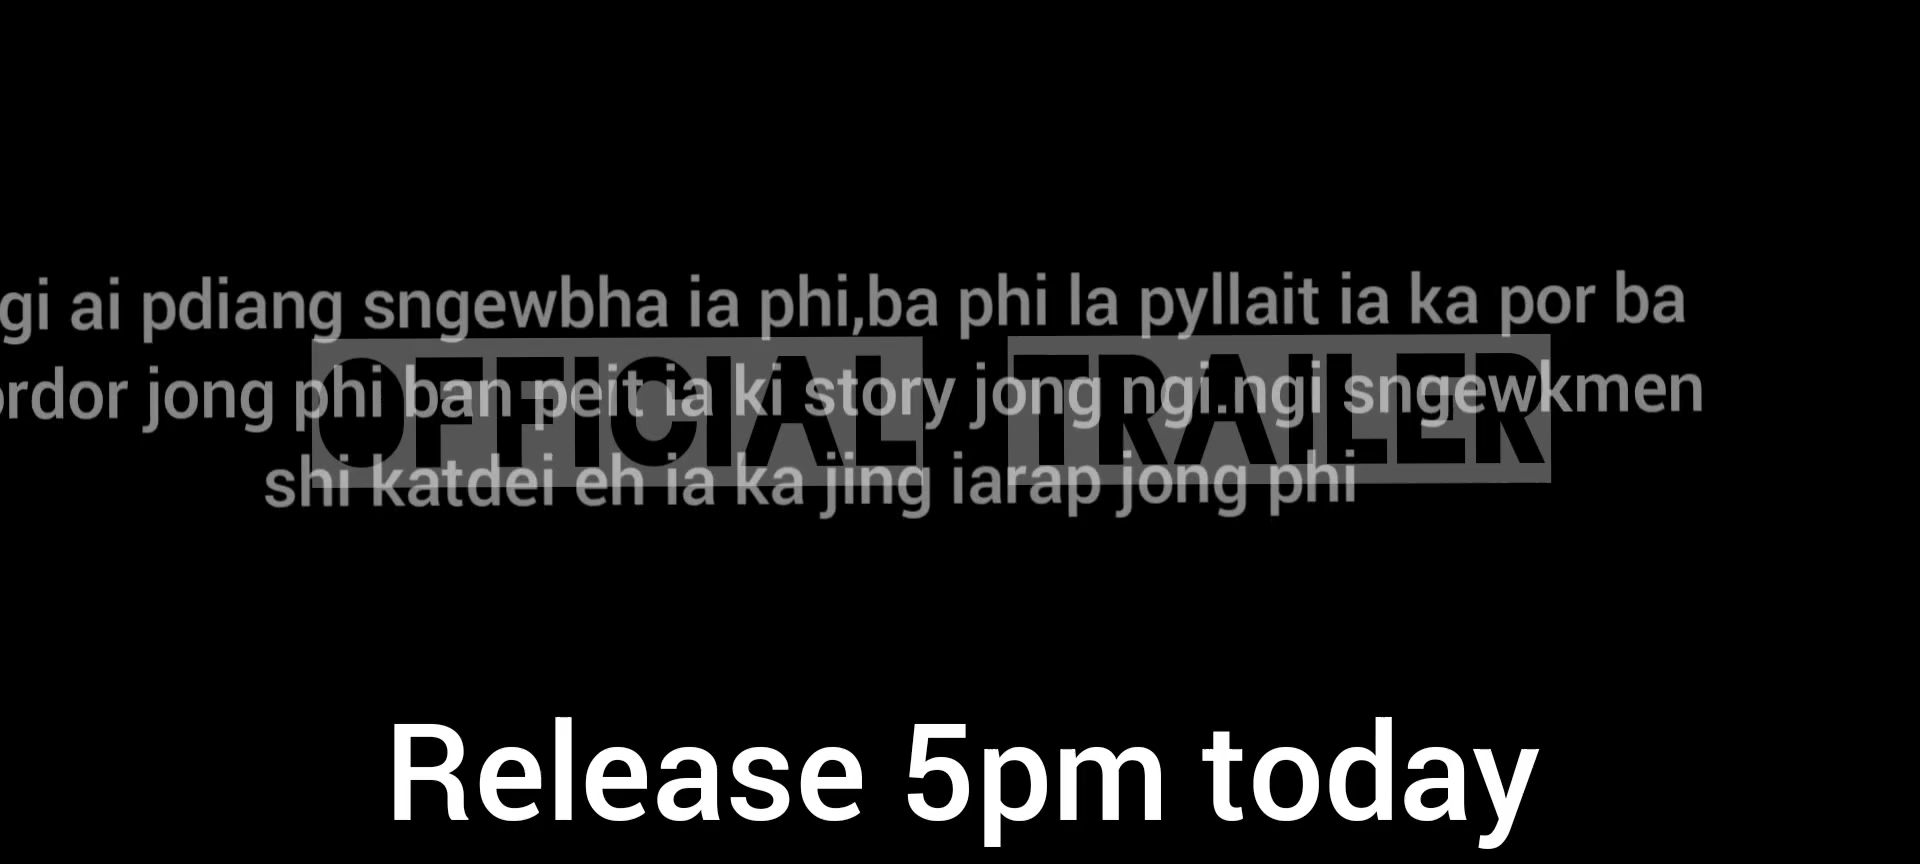 gi ai pdiang sngewbha ia phi,ba phi la pyllait ia ka por ba
ordor jong phi ban peit ia ki story jong ngi.ngi sngewkmen
shi katdei eh ia ka jing iarap jong phi
OFFICIAL TRAILER
Release 5pm today